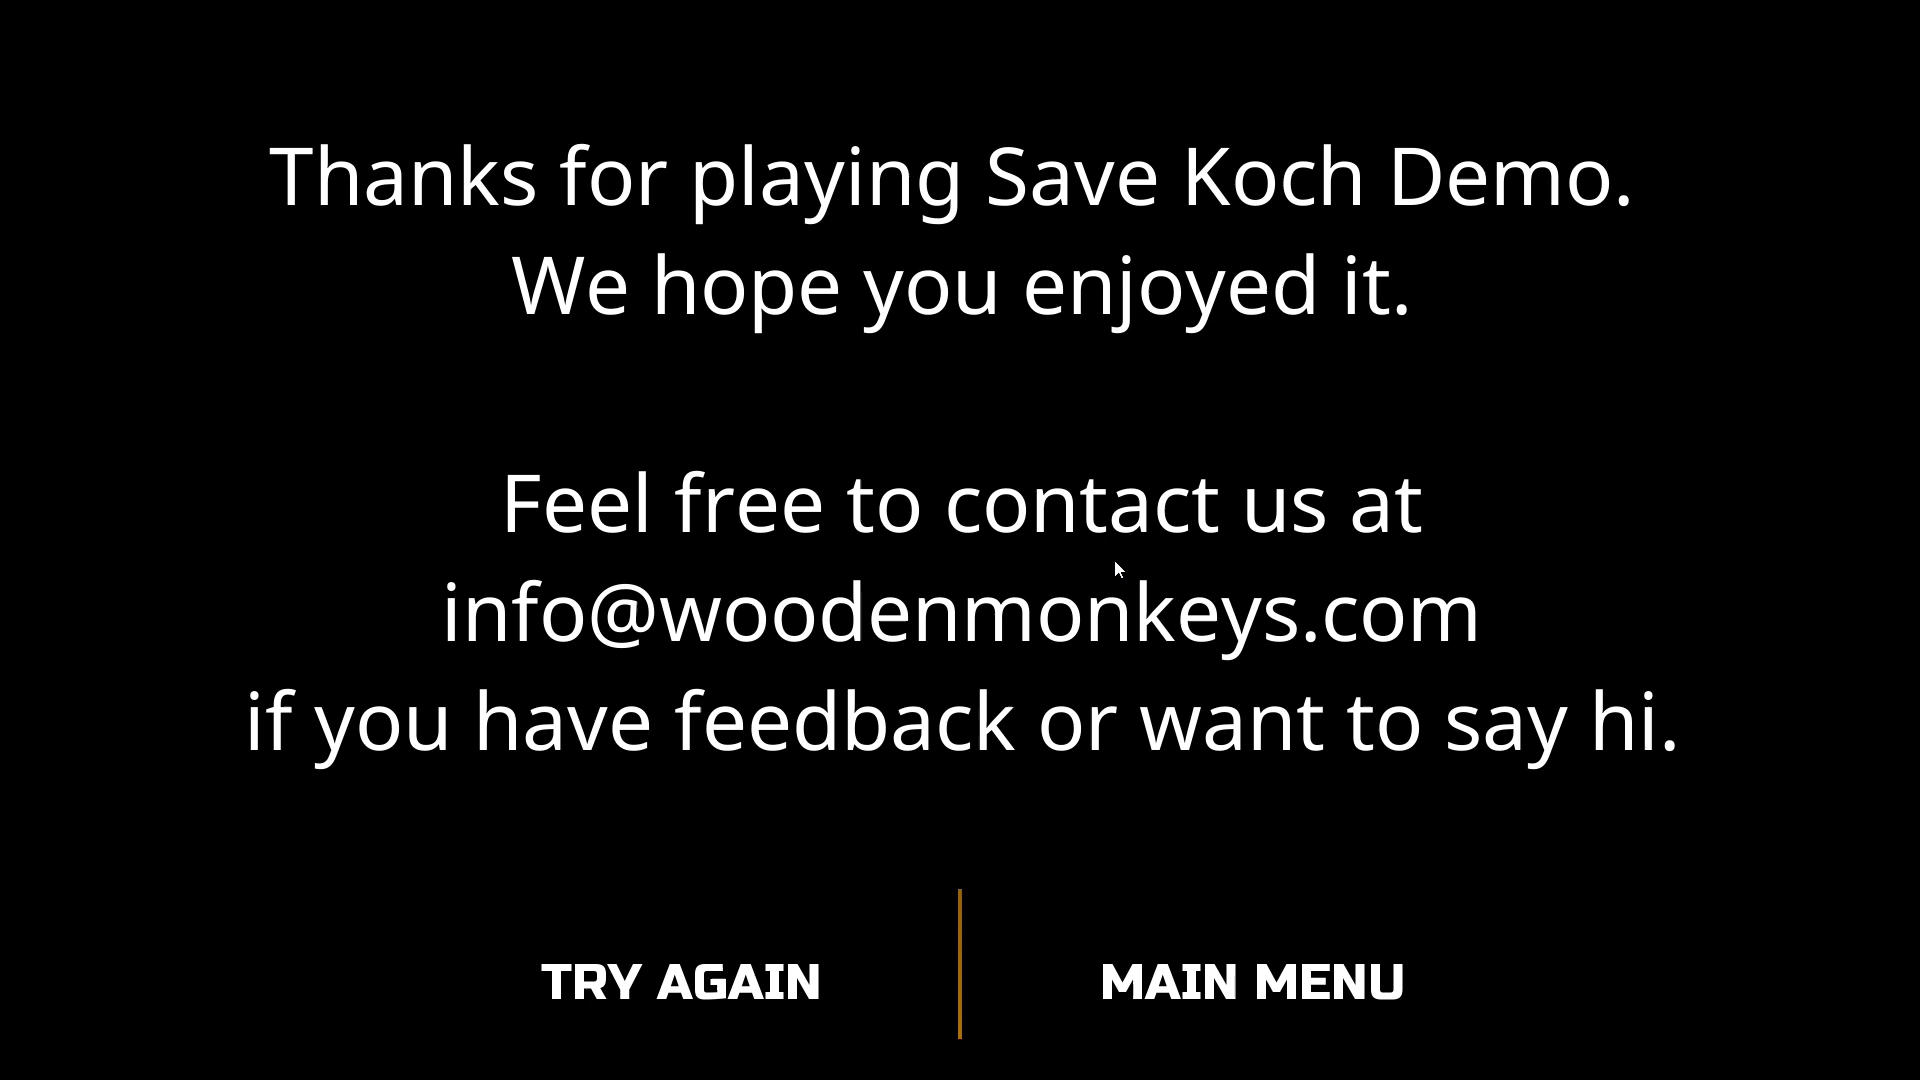 Thanks for playing Save Koch Demo.
We hope you enjoyed it.
Feel free to contact us at
info@woodenmonkeys.com
if you have feedback or want to say hi.
TRY AGAIN
MAIN MENU